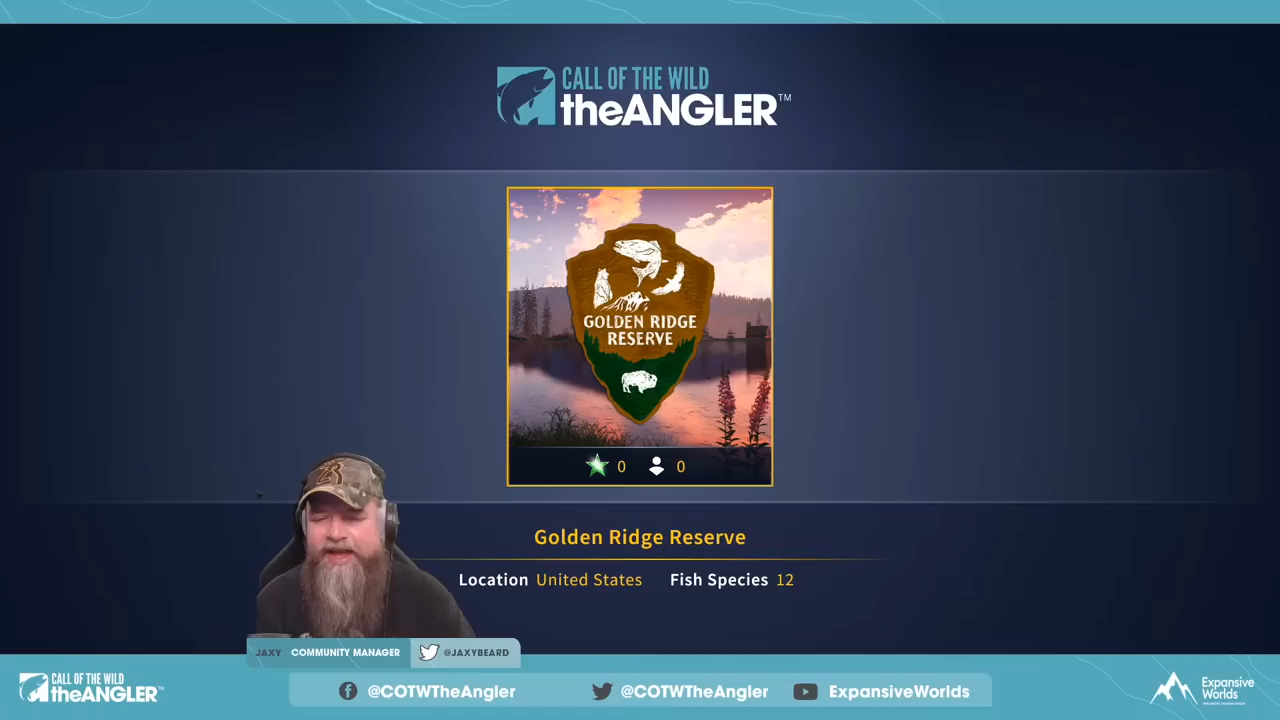 CALL OF THE WILD
theANGLER™
GOLDEN RIDGE
RESERVE
0 0
Golden Ridge Reserve
Location United States Fish Species 12
JAXY COMMUNITY MANAGER @JAXYBEARD
CALL OF THE WILD
theANGLER™
@COTWTheAngler @COTWTheAngler ExpansiveWorlds
Expansive
Worlds